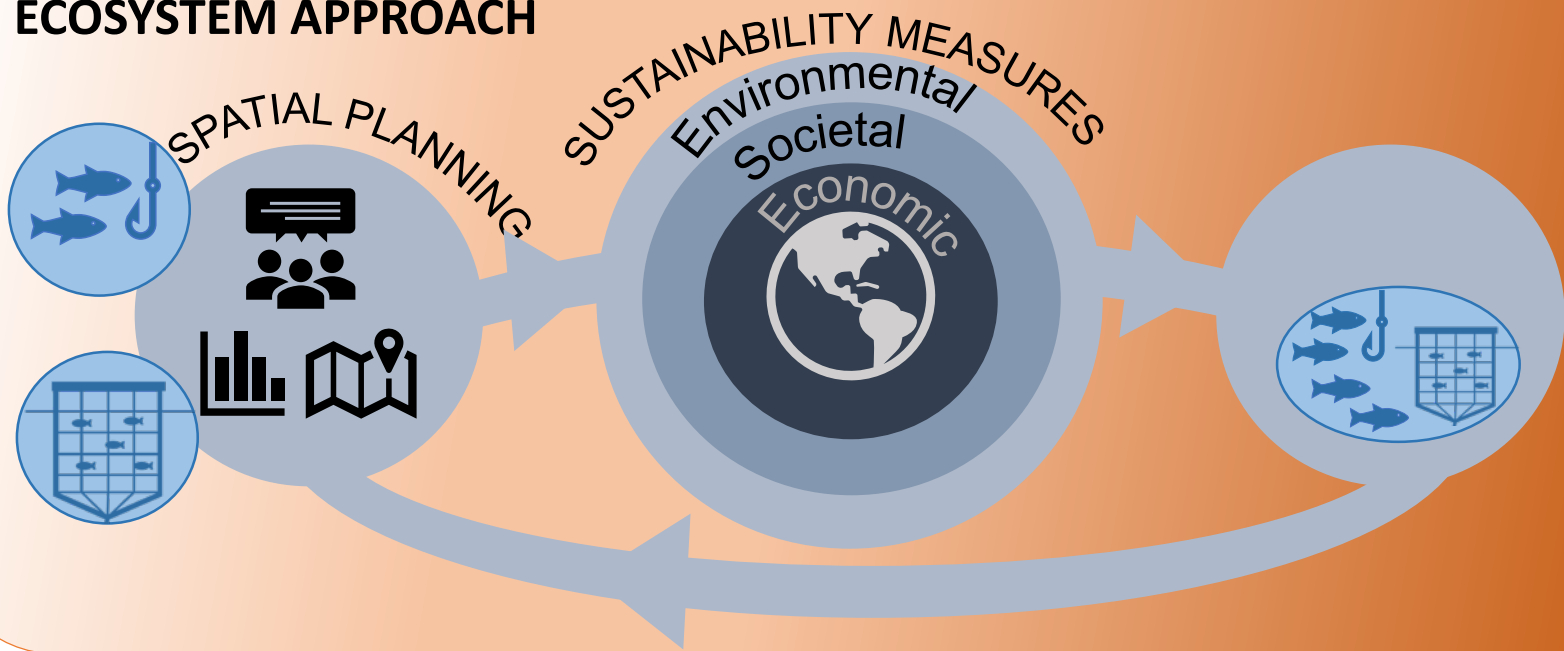 ECOSYSTEM APPROACH
SPATIAL PLANNING
SUSTAINABILITY MEASURES
Environmental
Societal
Economic